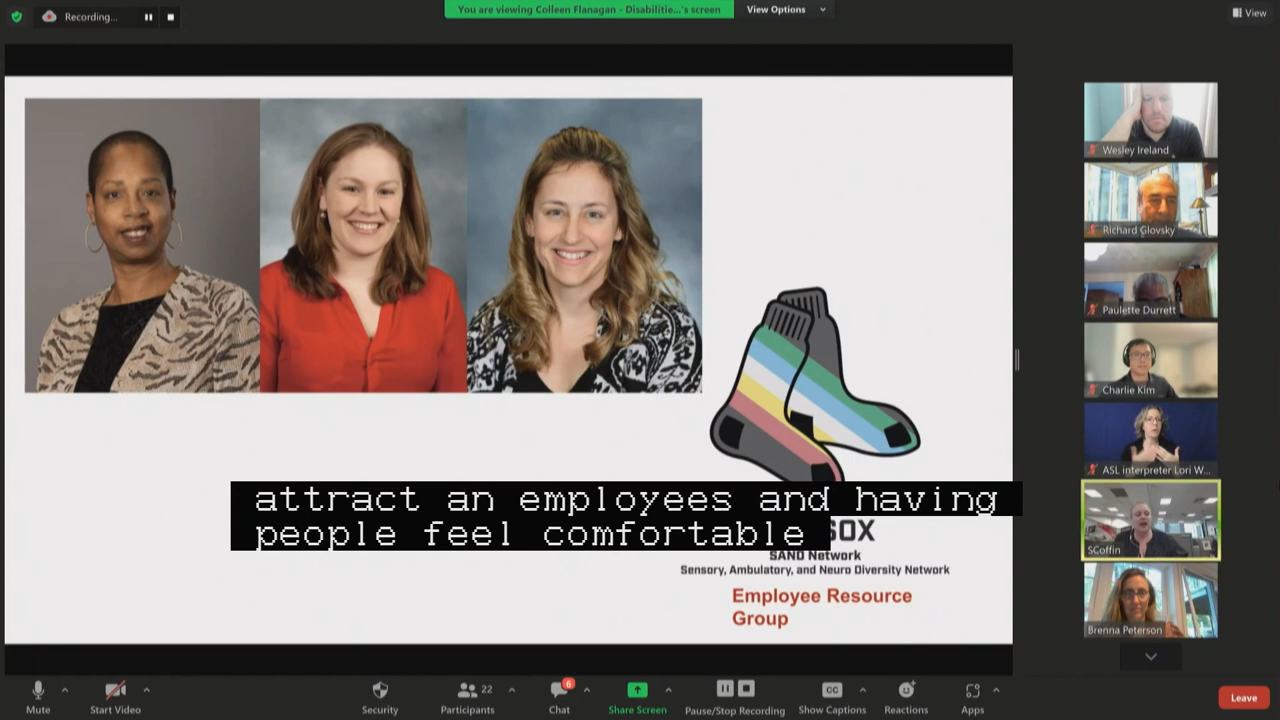 Recording...
You are viewing Colleen Flanagan - Disabilitie...'s screen
View Options
View
Wesley Ireland
Richard Glovsky
Paulette Durrett
Charlie Kim
ASL interpreter Lori W...
SCoffin
Brenna Peterson
attract an employees and having
people feel comfortable
SOX
SAND Network
Sensory, Ambulatory, and Neuro Diversity Network
Employee Resource
Group
Mute
Start Video
Security
22
Participants
6
Chat
Share Screen
Pause/Stop Recording
CC
Show Captions
Reactions
Apps
Leave